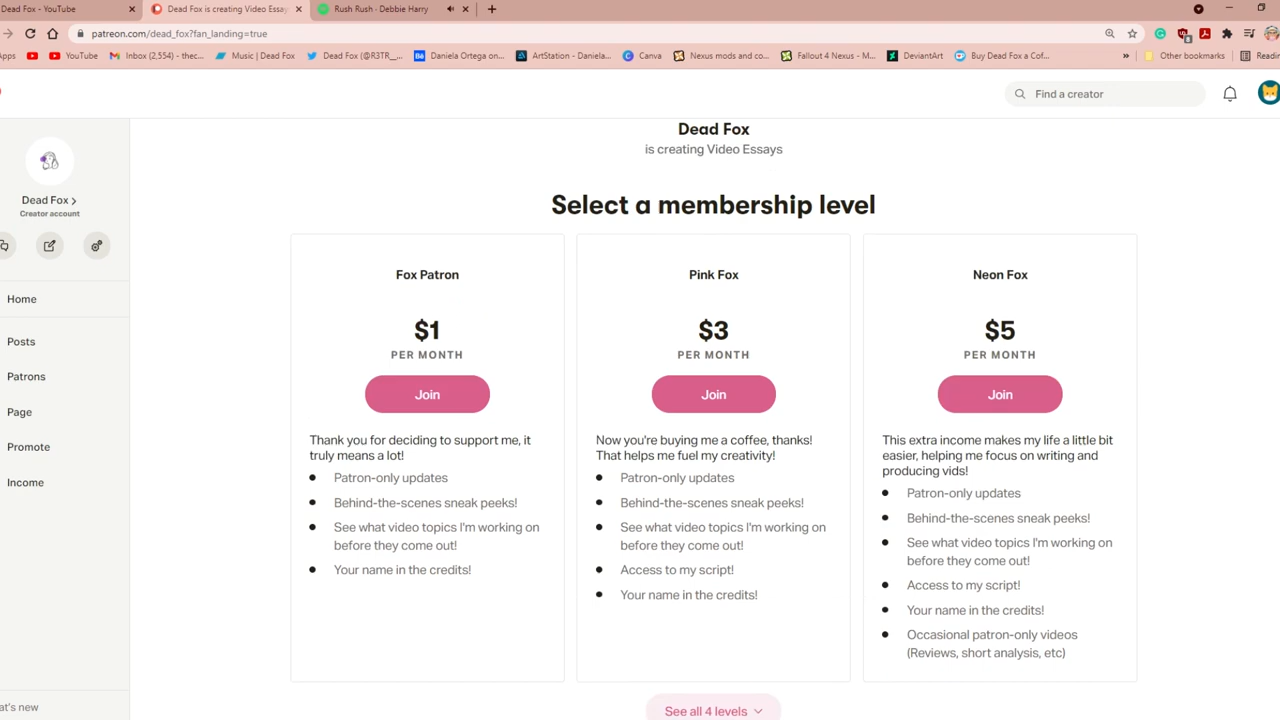 Dead Fox - YouTube
Dead Fox is creating Video Essay
Rush Rush - Debbie Harry
patreon.com/dead_fox?fan_landing=true
Apps
YouTube
Inbox (2,554) - thec...
Music | Dead Fox
Dead Fox (@R3TR__...
Daniela Ortega on...
ArtStation - Daniela...
Canva
Nexus mods and co...
Fallout 4 Nexus - M...
DeviantArt
Buy Dead Fox a Cof...
»
Other bookmarks
Readin
Find a creator
Dead Fox
is creating Video Essays
Select a membership level
Dead Fox
Creator account
Home
Posts
Patrons
Page
Promote
Income
at's new
Fox Patron
$1
PER MONTH
Join
Thank you for deciding to support me, it
truly means a lot!
• Patron-only updates
• Behind-the-scenes sneak peeks!
• See what video topics I'm working on
before they come out!
• Your name in the credits!
Pink Fox
$3
PER MONTH
Join
Now you're buying me a coffee, thanks!
That helps me fuel my creativity!
• Patron-only updates
• Behind-the-scenes sneak peeks!
• See what video topics I'm working on
before they come out!
• Access to my script!
• Your name in the credits!
Neon Fox
$5
PER MONTH
Join
This extra income makes my life a little bit
easier, helping me focus on writing and
producing vids!
• Patron-only updates
• Behind-the-scenes sneak peeks!
• See what video topics I'm working on
before they come out!
• Access to my script!
• Your name in the credits!
• Occasional patron-only videos
(Reviews, short analysis, etc)
See all 4 levels